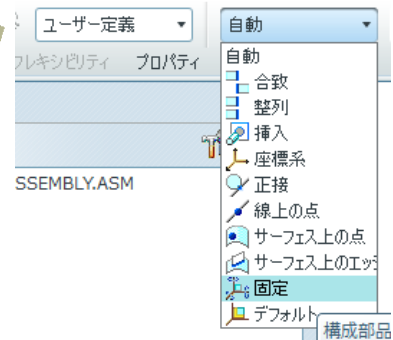 ユーザー定義 自動
フレキシビリティ プロパティ 自動
合致
整列
挿入
SSEMBLY.ASM 座標系
正接
線上の点
サーフェス上の点
サーフェス上のエッ
固定
デフォルト
構成部品